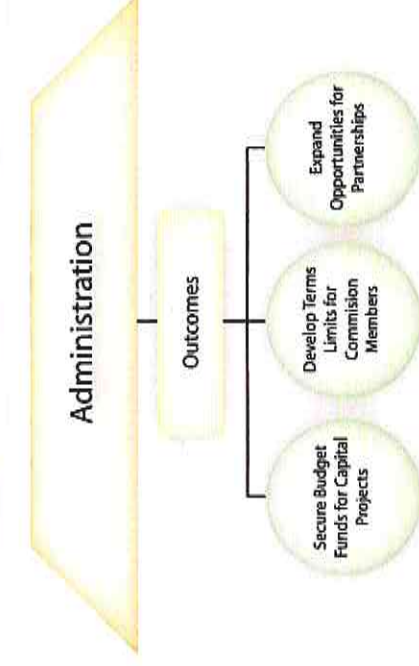 Administration
Outcomes
Secure Budget
Funds for Capital
Projects
Develop Terms
Limits for
Commision
Members
Expand
Opportunities for
Partnerships